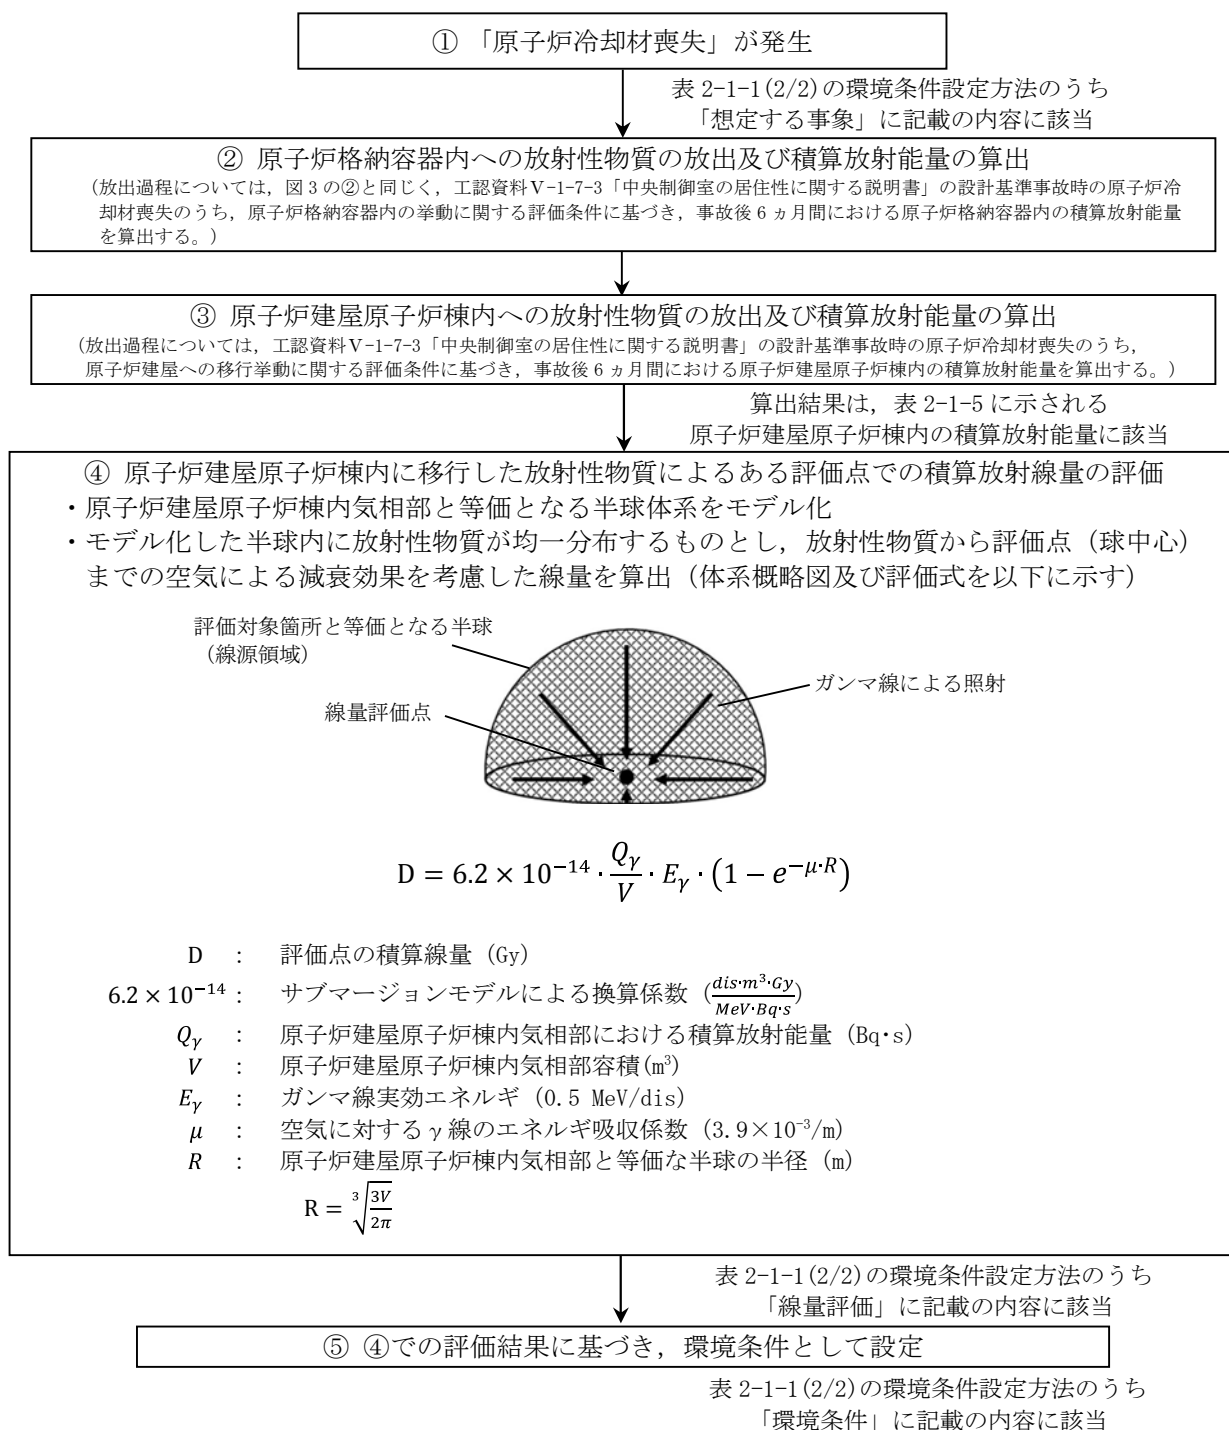 ① 「原子炉冷却材喪失」が発生
表 2-1-1(2/2)の環境条件設定方法のうち
「想定する事象」に記載の内容に該当
② 原子炉格納容器内への放射性物質の放出及び積算放射能量の算出
(放出過程については，図 3 の②と同じく，工認資料Ⅴ-1-7-3「中央制御室の居住性に関する説明書」の設計基準事故時の原子炉冷
却材喪失のうち，原子炉格納容器内の挙動に関する評価条件に基づき，事故後 6 ヵ月間における原子炉格納容器内の積算放射能量
を算出する。)
③ 原子炉建屋原子炉棟内への放射性物質の放出及び積算放射能量の算出
(放出過程については，工認資料Ⅴ-1-7-3「中央制御室の居住性に関する説明書」の設計基準事故時の原子炉冷却材喪失のうち，
原子炉建屋への移行挙動に関する評価条件に基づき，事故後 6 ヵ月間における原子炉建屋原子炉棟内の積算放射能量を算出する。)
算出結果は，表 2-1-5 に示される
原子炉建屋原子炉棟内の積算放射能量に該当
④ 原子炉建屋原子炉棟内に移行した放射性物質によるある評価点での積算放射線量の評価
・原子炉建屋原子炉棟内気相部と等価となる半球体系をモデル化
・モデル化した半球内に放射性物質が均一分布するものとし，放射性物質から評価点（球中心）
までの空気による減衰効果を考慮した線量を算出（体系概略図及び評価式を以下に示す）
評価対象箇所と等価となる半球
（線源領域）
ガンマ線による照射
線量評価点
D = 6.2 × 10⁻¹⁴ · Qγ/V · Eγ · (1 − e^(−μ·R))
D ： 評価点の積算線量 (Gy)
6.2 × 10⁻¹⁴ ： サブマージョンモデルによる換算係数 (dis·m³·Gy/MeV·Bq·s)
Qγ ： 原子炉建屋原子炉棟内気相部における積算放射能量 (Bq･s)
V ： 原子炉建屋原子炉棟内気相部容積(m³)
Eγ ： ガンマ線実効エネルギ (0.5 MeV/dis)
μ ： 空気に対するγ線のエネルギ吸収係数 (3.9×10⁻³/m)
R ： 原子炉建屋原子炉棟内気相部と等価な半球の半径 (m)
R = ∛(3V/2π)
表 2-1-1(2/2)の環境条件設定方法のうち
「線量評価」に記載の内容に該当
⑤ ④での評価結果に基づき，環境条件として設定
表 2-1-1(2/2)の環境条件設定方法のうち
「環境条件」に記載の内容に該当